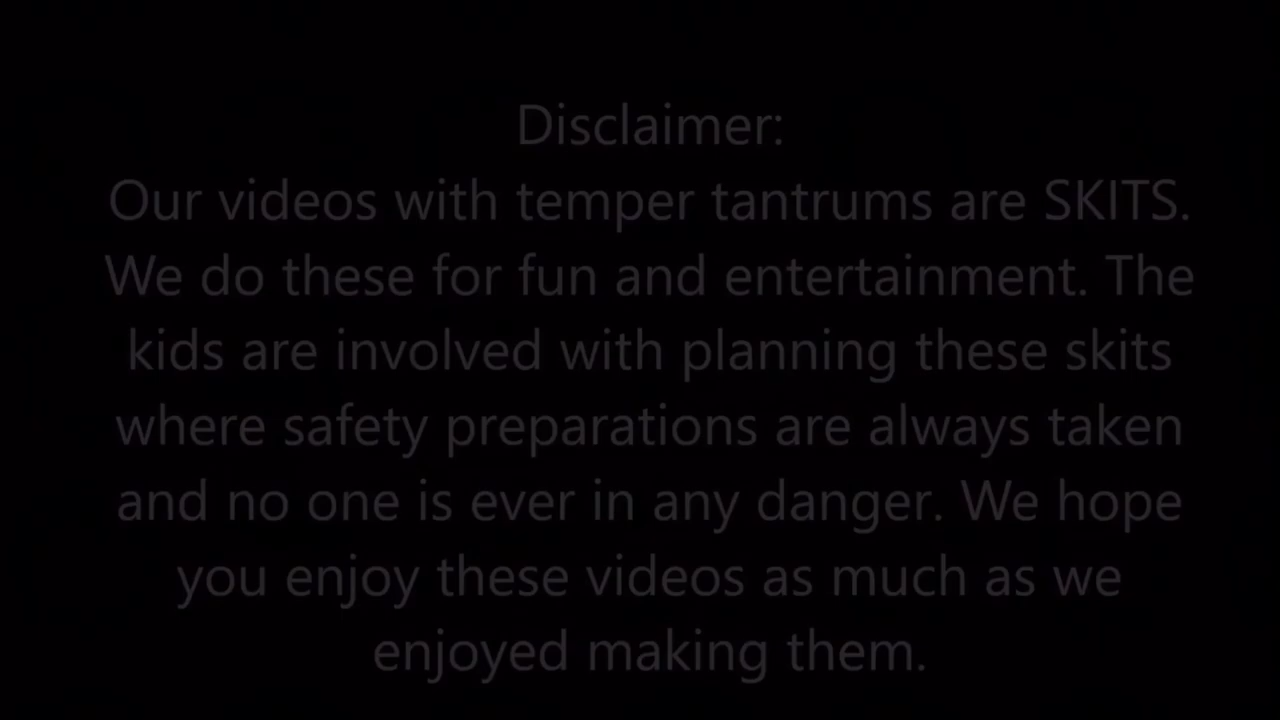 Disclaimer:
Our videos with temper tantrums are SKITS.
We do these for fun and entertainment. The
kids are involved with planning these skits
where safety preparations are always taken
and no one is ever in any danger. We hope
you enjoy these videos as much as we
enjoyed making them.